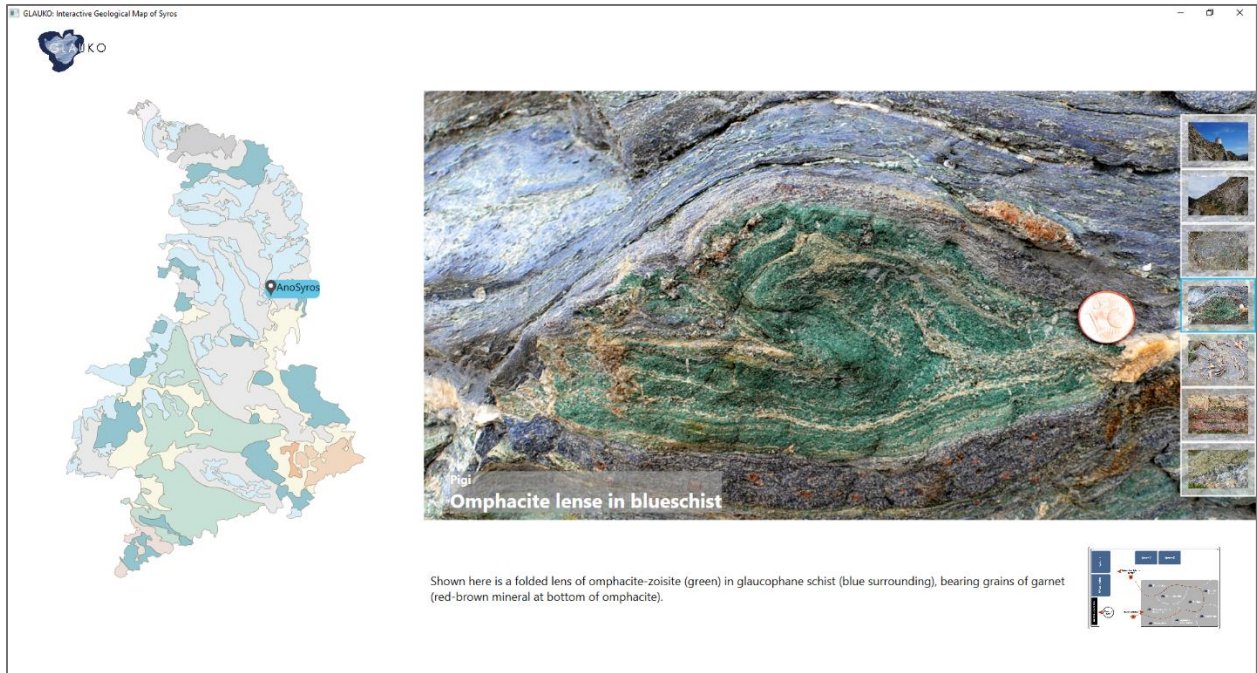 GLAUKO: Interactive Geological Map of Syros
GLAUKO
AnoSyros
1
Pigi
Omphacite lense in blueschist
Shown here is a folded lens of omphacite-zoisite (green) in glaucophane schist (blue surrounding), bearing grains of garnet
(red-brown mineral at bottom of omphacite).